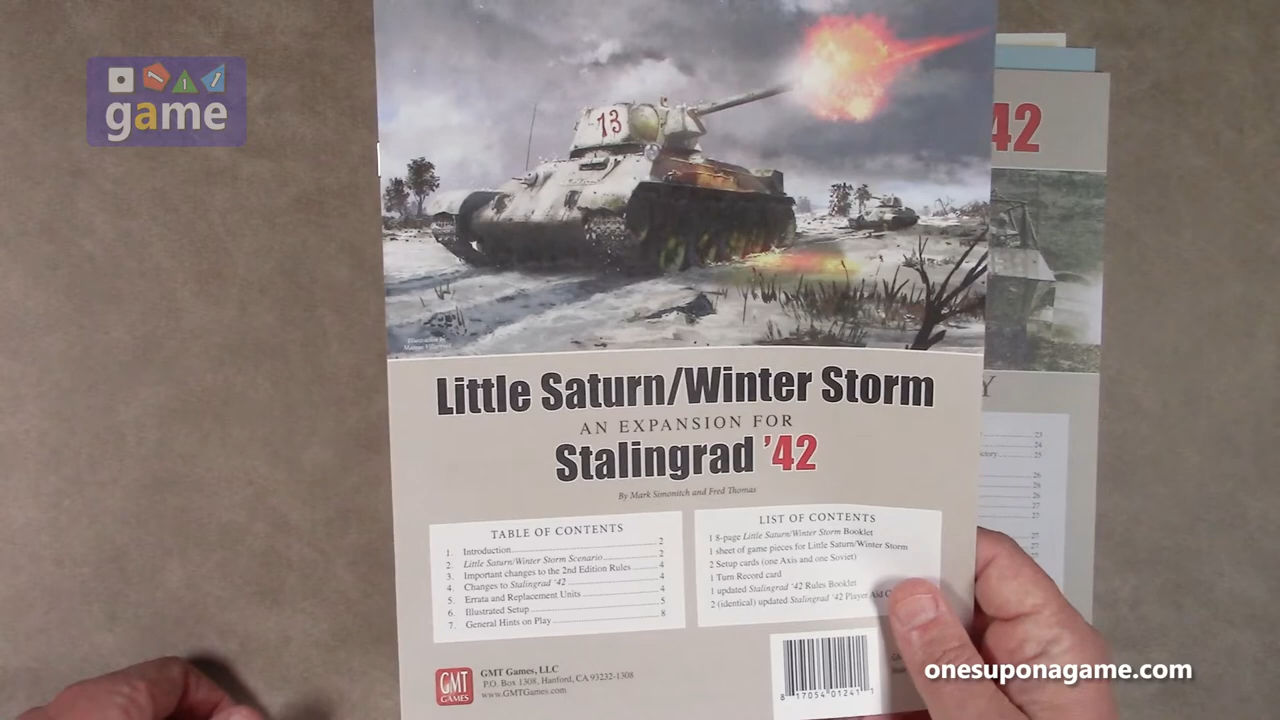 game
13
42
Little Saturn/Winter Storm
AN EXPANSION FOR
Stalingrad '42
By Mark Simonitch and Fred Thomas
TABLE OF CONTENTS
1. Introduction 2
2. Little Saturn/Winter Storm Scenario 2
3. Important changes to the 2nd Edition Rules 4
4. Changes to Stalingrad '42 4
5. Errata and Replacement Units 4
6. Illustrated Setup 5
7. General Hints on Play 8
LIST OF CONTENTS
1 8-page Little Saturn/Winter Storm Booklet
1 sheet of game pieces for Little Saturn/Winter Storm
2 Setup cards (one Axis and one Soviet)
1 Turn Record card
1 updated Stalingrad '42 Rules Booklet
2 (identical) updated Stalingrad '42 Player Aid
GMT GAMES
GMT Games, LLC
P.O. Box 1308, Hanford, CA 93232-1308
www.GMTGames.com
8 17054 01241 1
onesuponagame.com